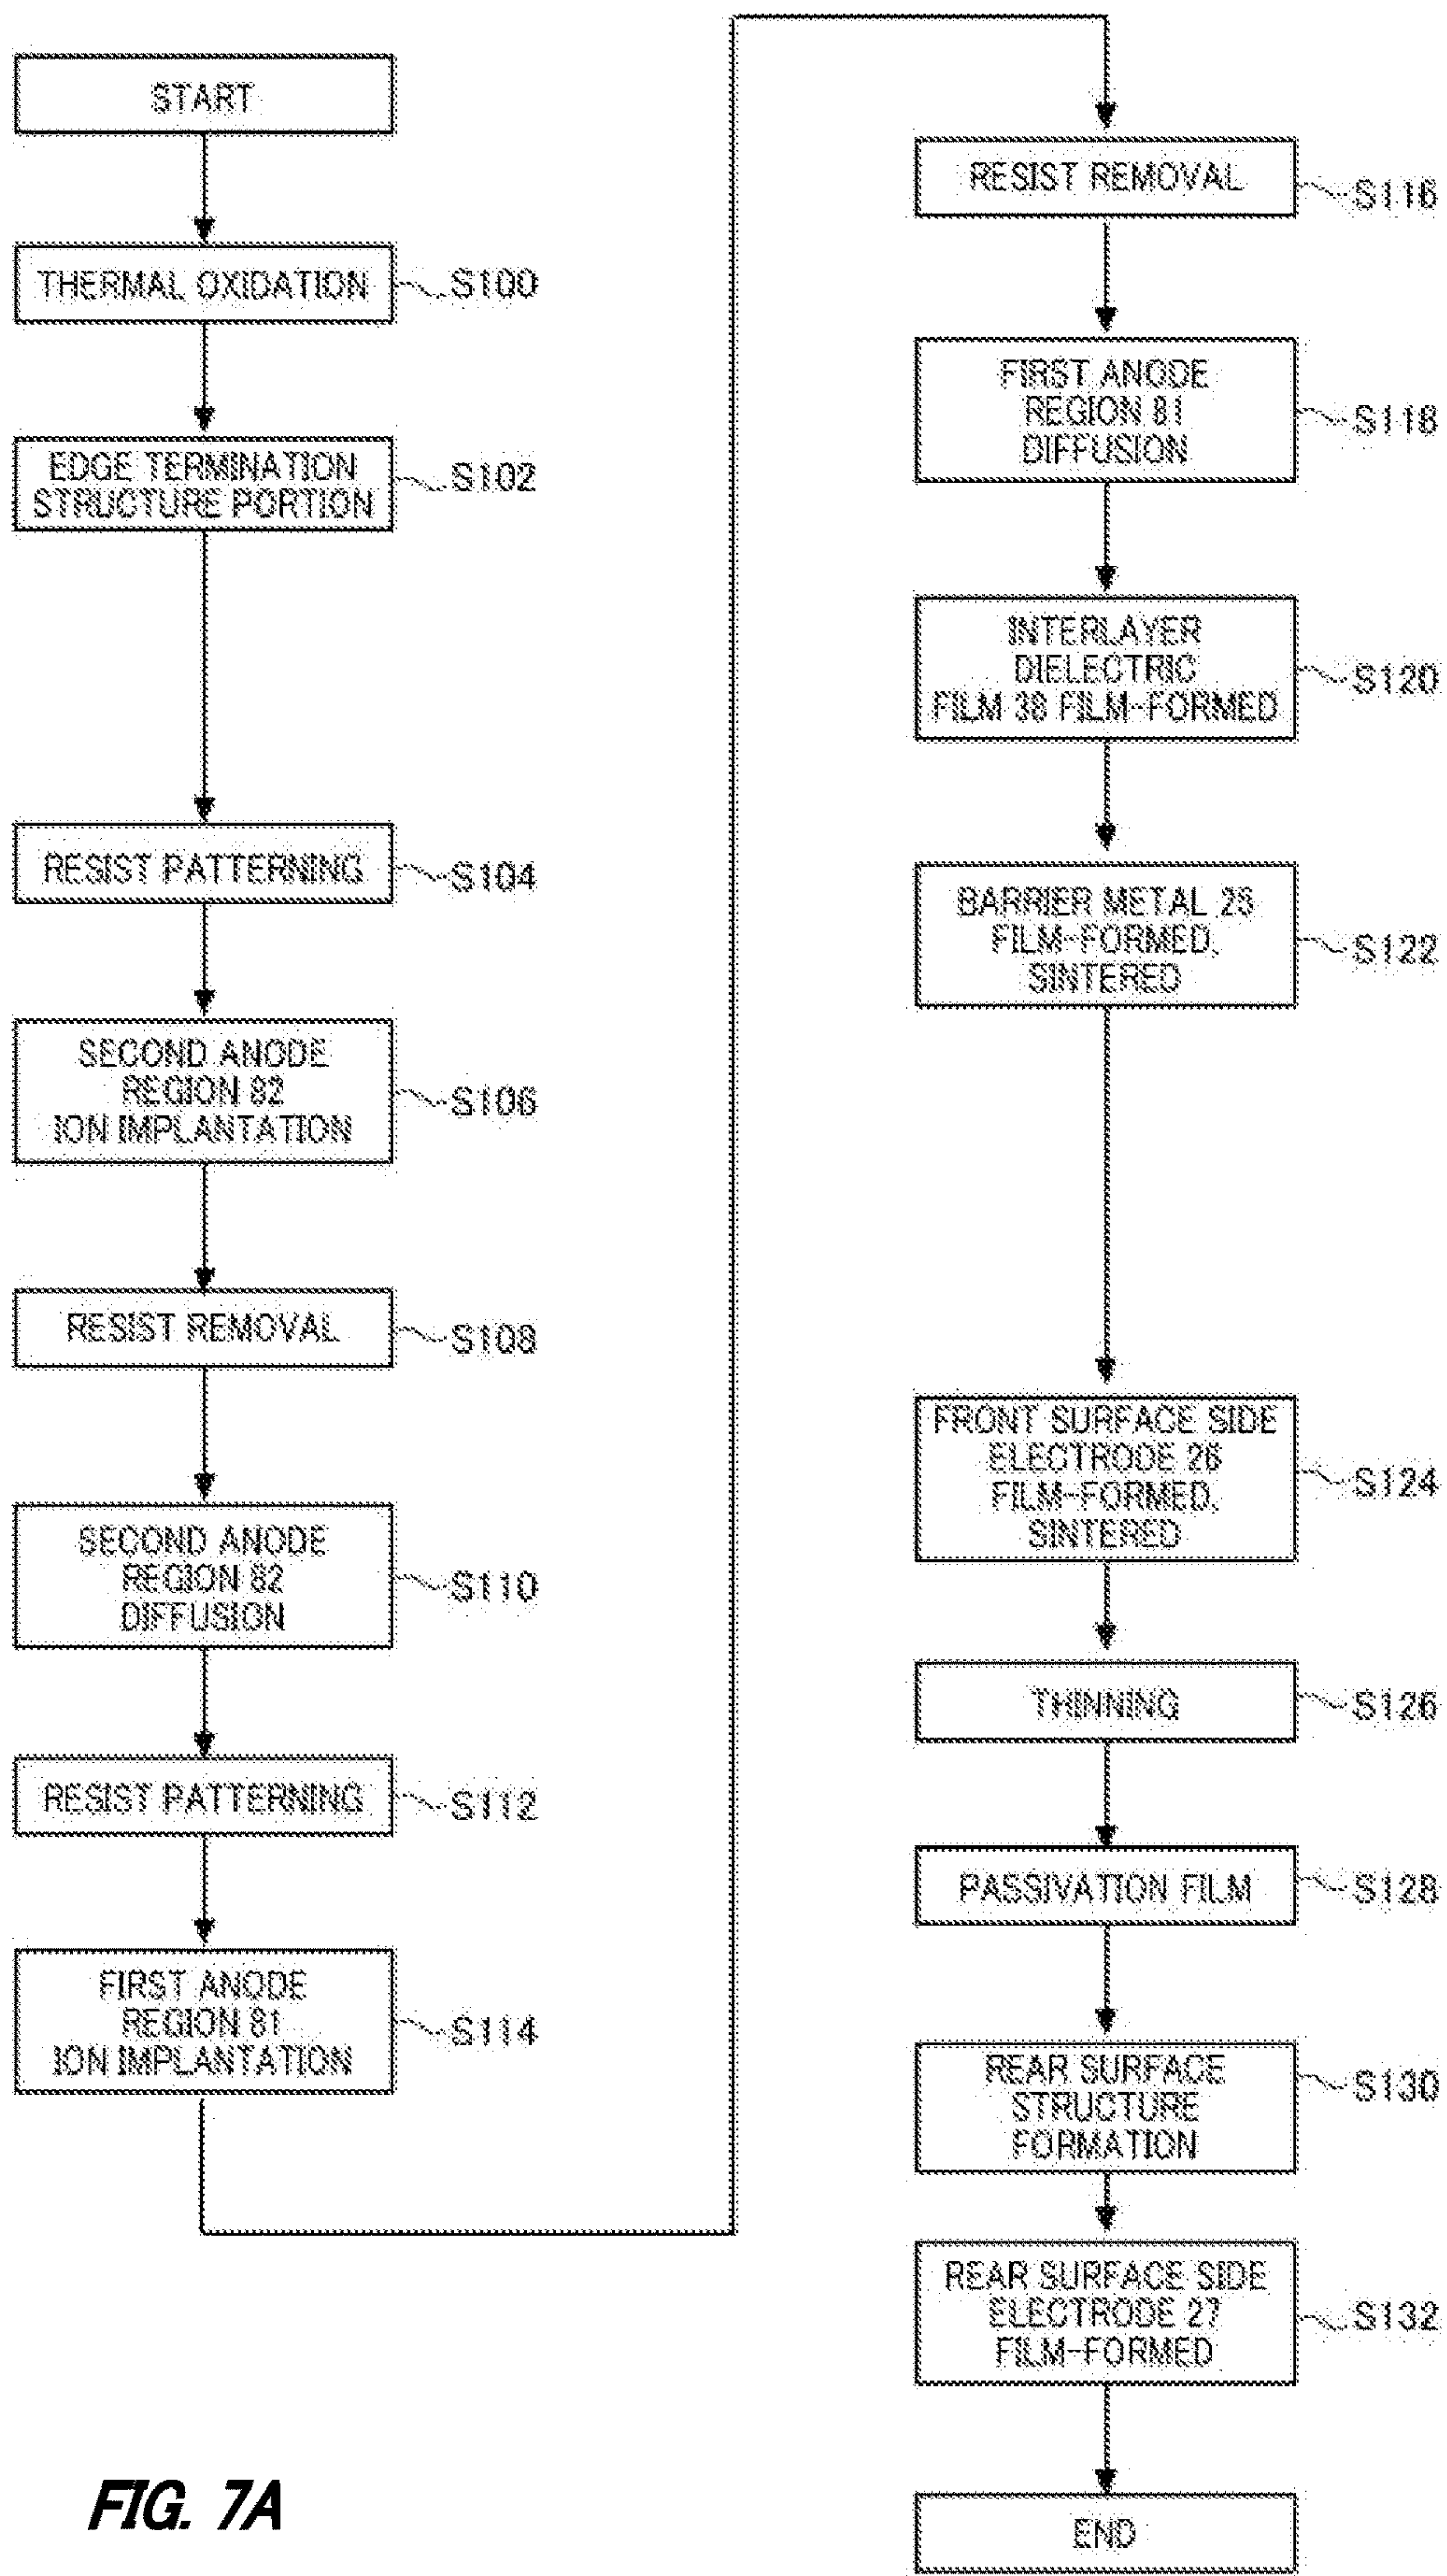 START
THERMAL OXIDATION
S100
EDGE TERMINATION
STRUCTURE PORTION
S102
RESIST PATTERNING
S104
SECOND ANODE
REGION 82
ION IMPLANTATION
S106
RESIST REMOVAL
S108
SECOND ANODE
REGION 82
DIFFUSION
S110
RESIST PATTERNING
S112
FIRST ANODE
REGION 81
ION IMPLANTATION
S114
RESIST REMOVAL
S116
FIRST ANODE
REGION 81
DIFFUSION
S118
INTERLAYER
DIELECTRIC
FILM 38 FILM-FORMED
S120
BARRIER METAL
FILM-FORMED,
SINTERED
S122
FRONT SURFACE SIDE
ELECTRODE 26
FILM-FORMED,
SINTERED
S124
THINNING
S126
PASSIVATION FILM
S128
REAR SURFACE
STRUCTURE
FORMATION
S130
REAR SURFACE SIDE
ELECTRODE 27
FILM-FORMED
S132
END
FIG. 7A